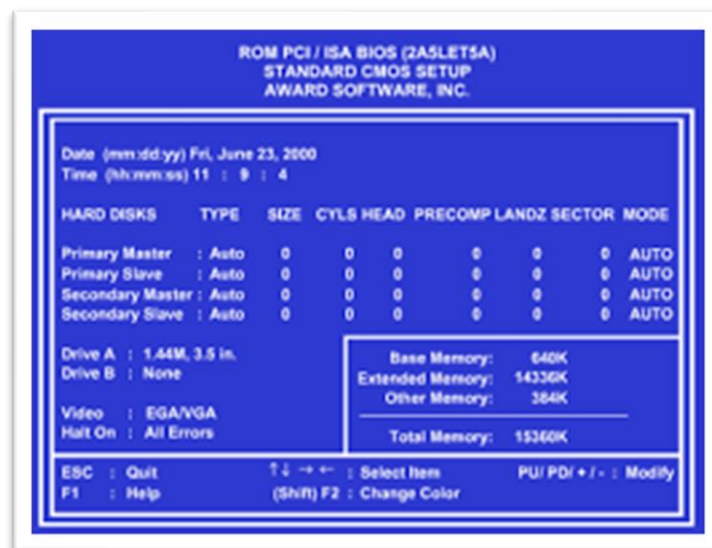 ROM PCI / ISA BIOS (2A5LET5A)
STANDARD CMOS SETUP
AWARD SOFTWARE, INC.
Date (mm:dd:yy) Fri, June 23, 2000
Time (hh:mm:ss) 11 : 9 : 4
HARD DISKS TYPE SIZE CYLS HEAD PRECOMP LANDZ SECTOR MODE
Primary Master : Auto 0 0 0 0 0 0 AUTO
Primary Slave : Auto 0 0 0 0 0 0 AUTO
Secondary Master : Auto 0 0 0 0 0 0 AUTO
Secondary Slave : Auto 0 0 0 0 0 0 AUTO
Drive A : 1.44M, 3.5 in.
Drive B : None
Video : EGA/VGA
Halt On : All Errors
Base Memory: 640K
Extended Memory: 14336K
Other Memory: 384K
Total Memory: 15360K
ESC : Quit ↑↓ → ← : Select Item PU/ PD/ + / - : Modify
F1 : Help (Shift) F2 : Change Color